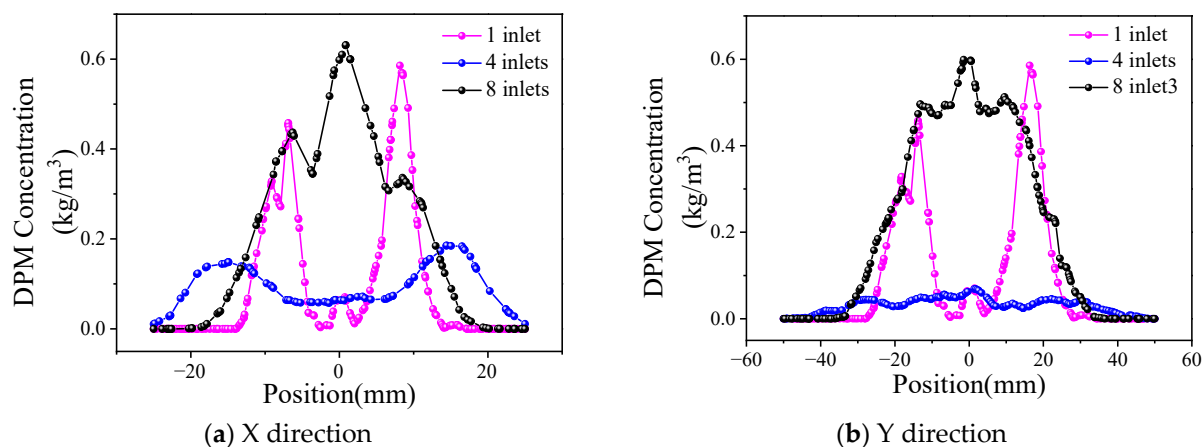 DPM Concentration
(kg/m³)
0.6
0.4
0.2
0.0
1 inlet
4 inlets
8 inlets
−20
0
20
Position(mm)
(a) X direction
DPM Concentration
(kg/m³)
0.6
0.4
0.2
0.0
1 inlet
4 inlets
8 inlet3
−60
−40
−20
0
20
40
60
Position(mm)
(b) Y direction